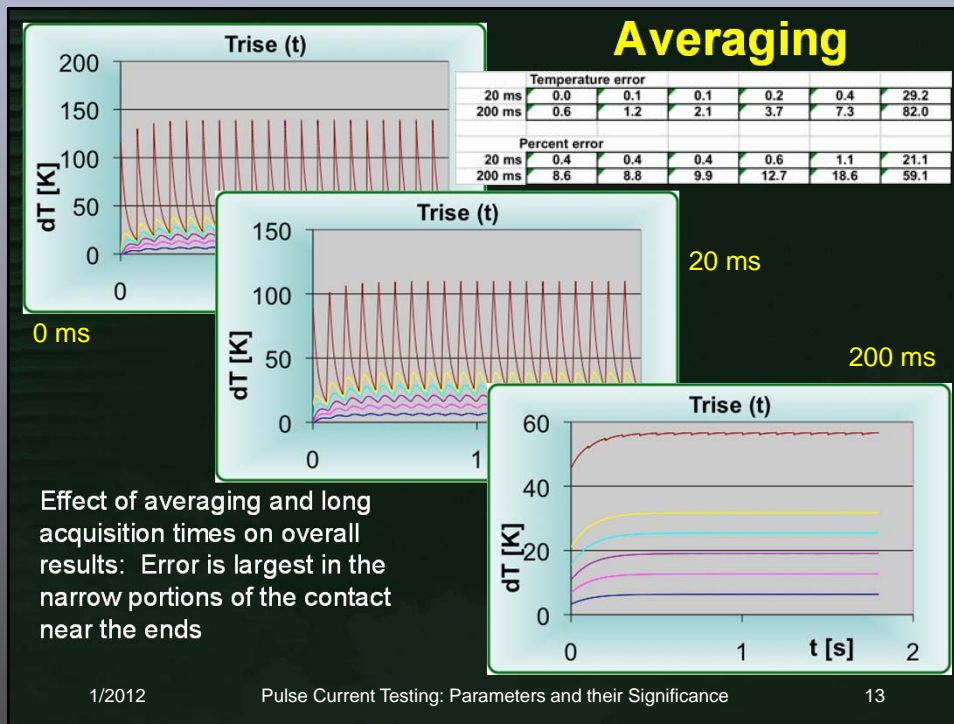 Averaging
Trise (t)
200
150
100
50
0
dT [K]
0
0 ms
Temperature error
20 ms 0.0 0.1 0.1 0.2 0.4 29.2
200 ms 0.6 1.2 2.1 3.7 7.3 82.0
Percent error
20 ms 0.4 0.4 0.4 0.6 1.1 21.1
200 ms 8.6 8.8 9.9 12.7 18.6 59.1
Trise (t)
150
100
50
0
dT [K]
0 1
20 ms
200 ms
Trise (t)
60
40
20
0
dT [K]
0 1 t [s] 2
Effect of averaging and long
acquisition times on overall
results: Error is largest in the
narrow portions of the contact
near the ends
1/2012 Pulse Current Testing: Parameters and their Significance 13